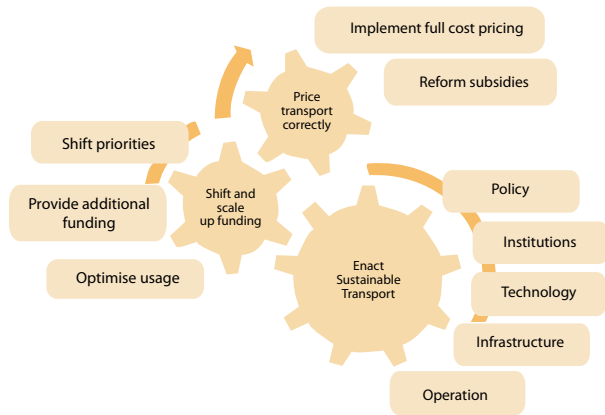 Implement full cost pricing
Reform subsidies
Price
transport
correctly
Shift priorities
Provide additional
funding
Optimise usage
Shift and
scale
up funding
Enact
Sustainable
Transport
Policy
Institutions
Technology
Infrastructure
Operation